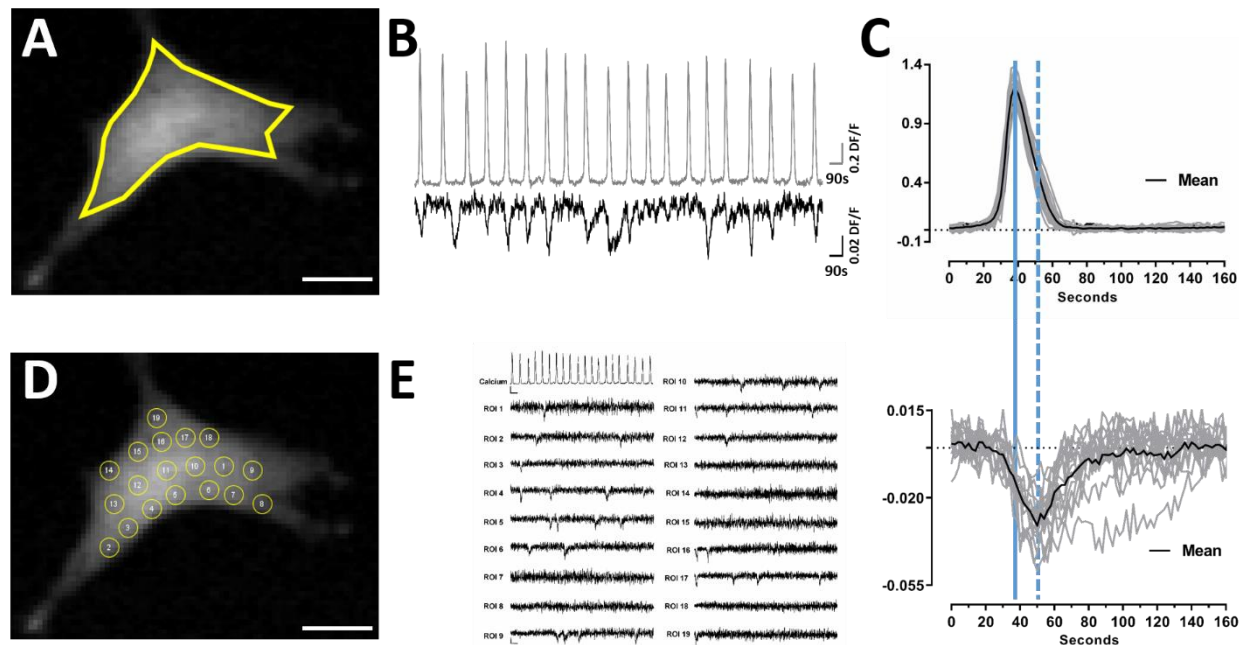 A
B
0.2 DF/F
90s
0.02 DF/F
90s
C
1.4
0.9
0.4
-0.1
Mean
0 20 40 60 80 100 120 140 160
Seconds
D
19
16 17 18
15
14 11 10 1 9
12
13 5 6 7
4 8
3
2
E
Calcium
ROI 1
ROI 2
ROI 3
ROI 4
ROI 5
ROI 6
ROI 7
ROI 8
ROI 9
ROI 10
ROI 11
ROI 12
ROI 13
ROI 14
ROI 15
ROI 16
ROI 17
ROI 18
ROI 19
0.015
-0.020
-0.055
Mean
0 20 40 60 80 100 120 140 160
Seconds